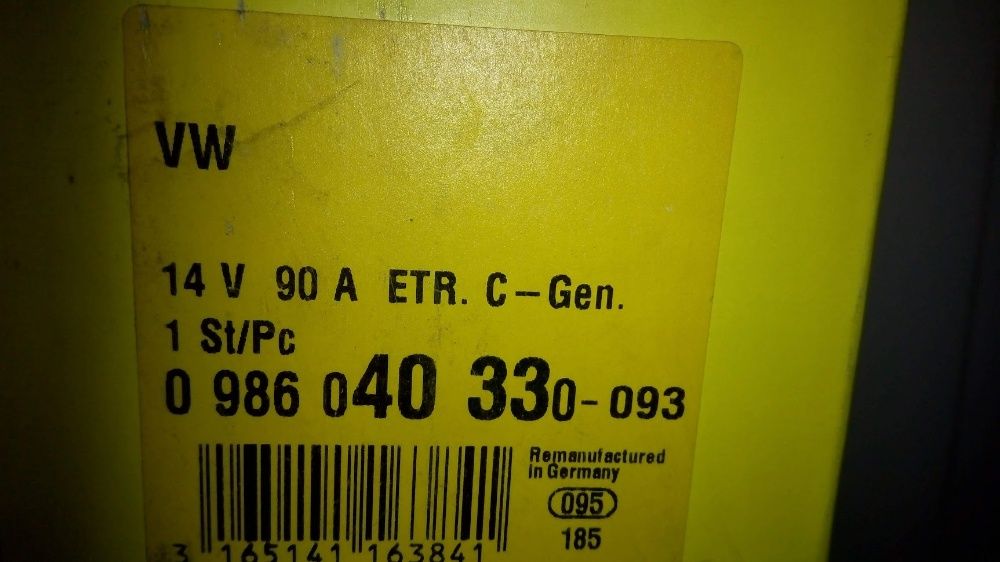 VW
14 V 90 A ETR. C-Gen.
1 St/Pc
0 986 040 330-093
Remanufactured
in Germany
095
185
3 165141 163841